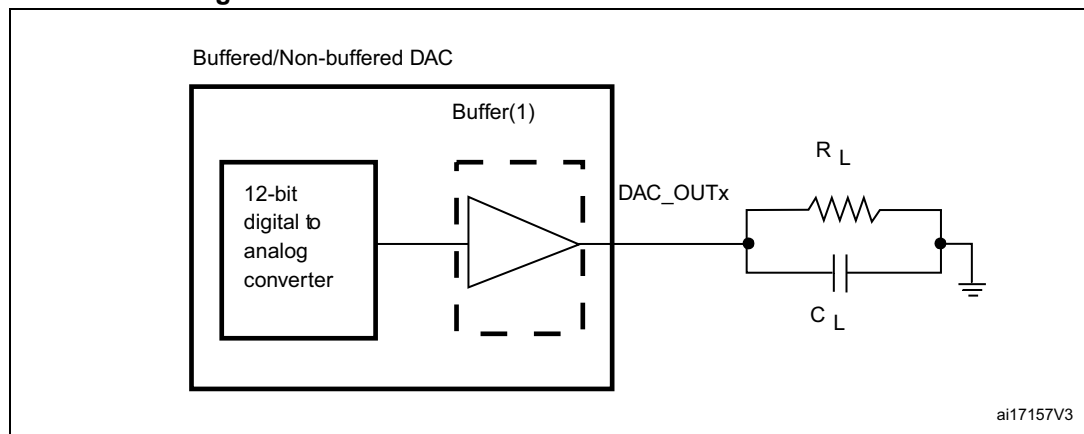 Buffered/Non-buffered DAC
Buffer(1)
12-bit
digital to
analog
converter
DAC_OUTx
R L
C L
ai17157V3